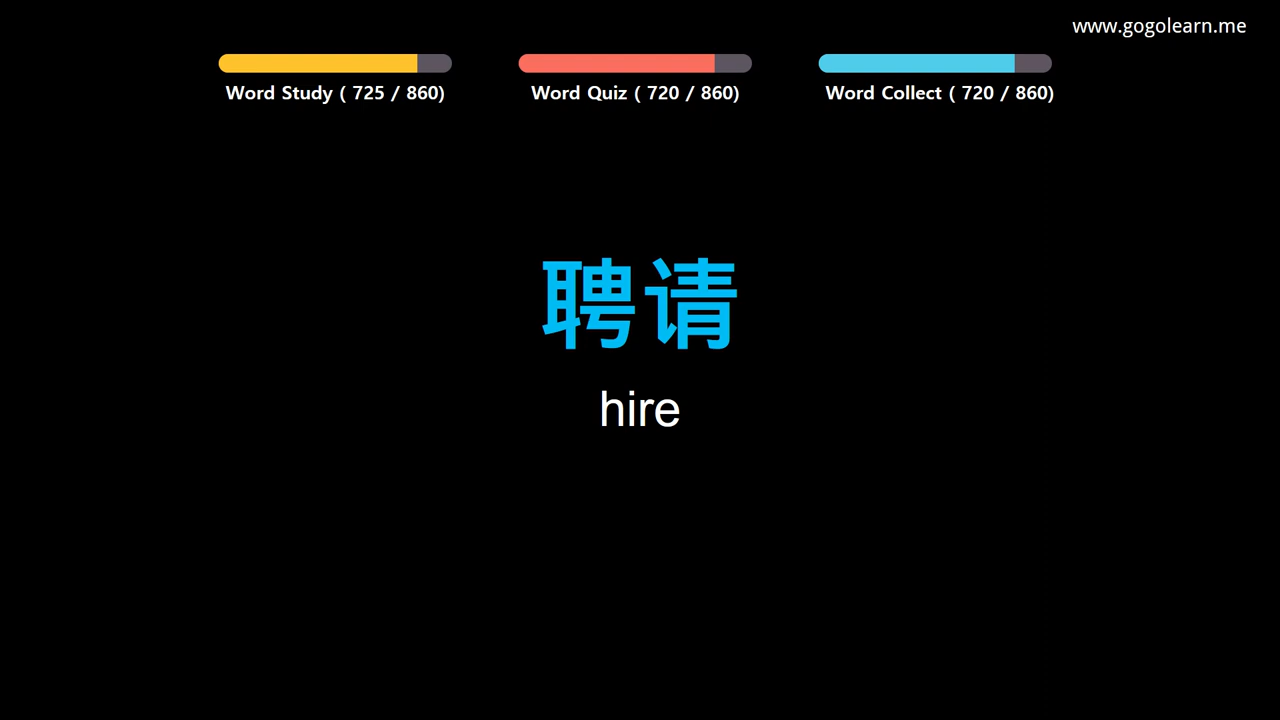 www.gogolearn.me
Word Study ( 725 / 860)
Word Quiz ( 720 / 860)
Word Collect ( 720 / 860)
聘请
hire